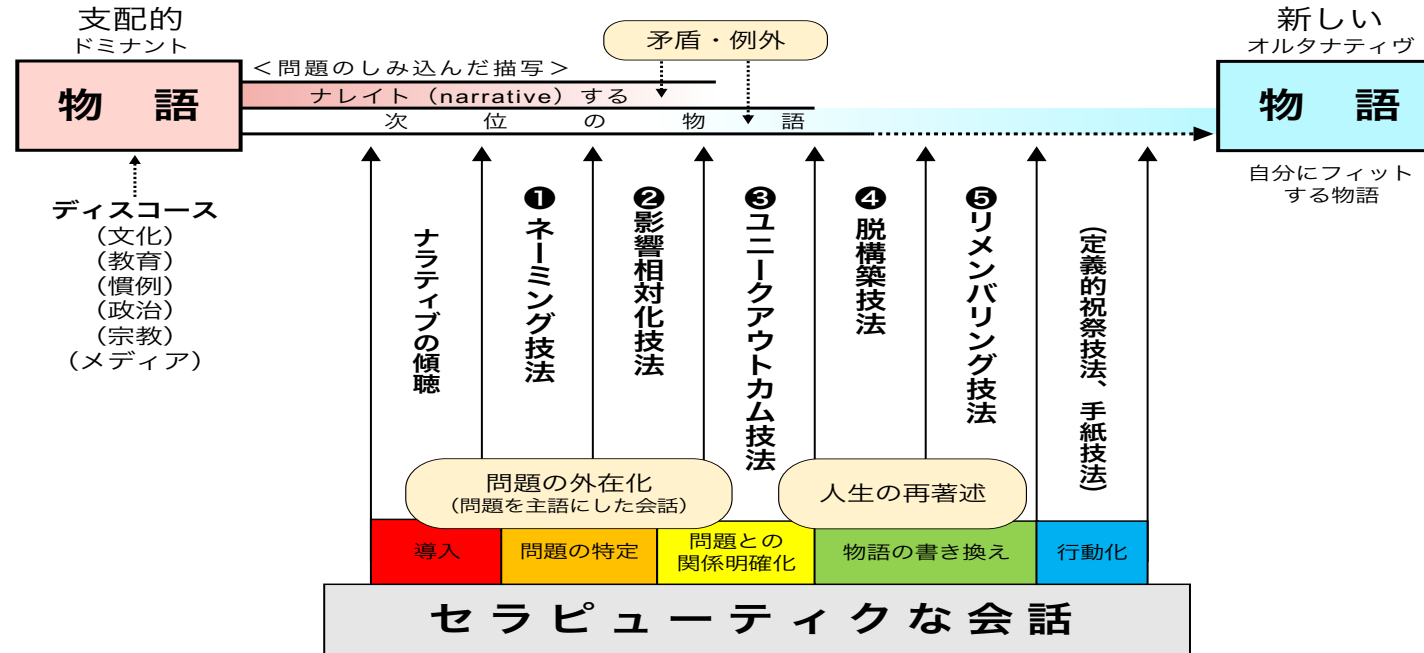 支配的
ドミナント
物 語
新しい
オルタナティヴ
物 語
自分にフィット
する物語
矛盾・例外
＜問題のしみ込んだ描写＞
ナレイト（narrative）する
次 位 の 物 語
ディスコース
（文化）
（教育）
（慣例）
（政治）
（宗教）
（メディア）
ナラティブの傾聴
❶ネーミング技法
❷影響相対化技法
❸ユニークアウトカム技法
❹脱構築技法
❺リメンバリング技法
（定義的祝祭技法、手紙技法）
問題の外在化
（問題を主語にした会話）
人生の再著述
導入
問題の特定
問題との
関係明確化
物語の書き換え
行動化
セラピューティクな会話